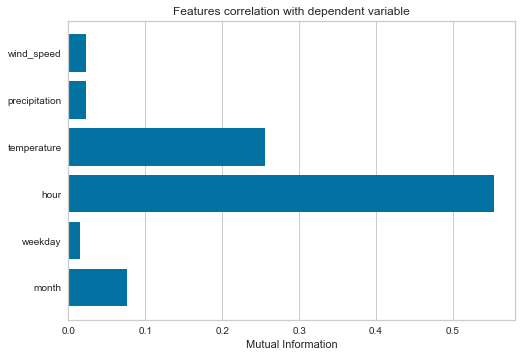 Features correlation with dependent variable
wind_speed
precipitation
temperature
hour
weekday
month
0.0 0.1 0.2 0.3 0.4 0.5
Mutual Information